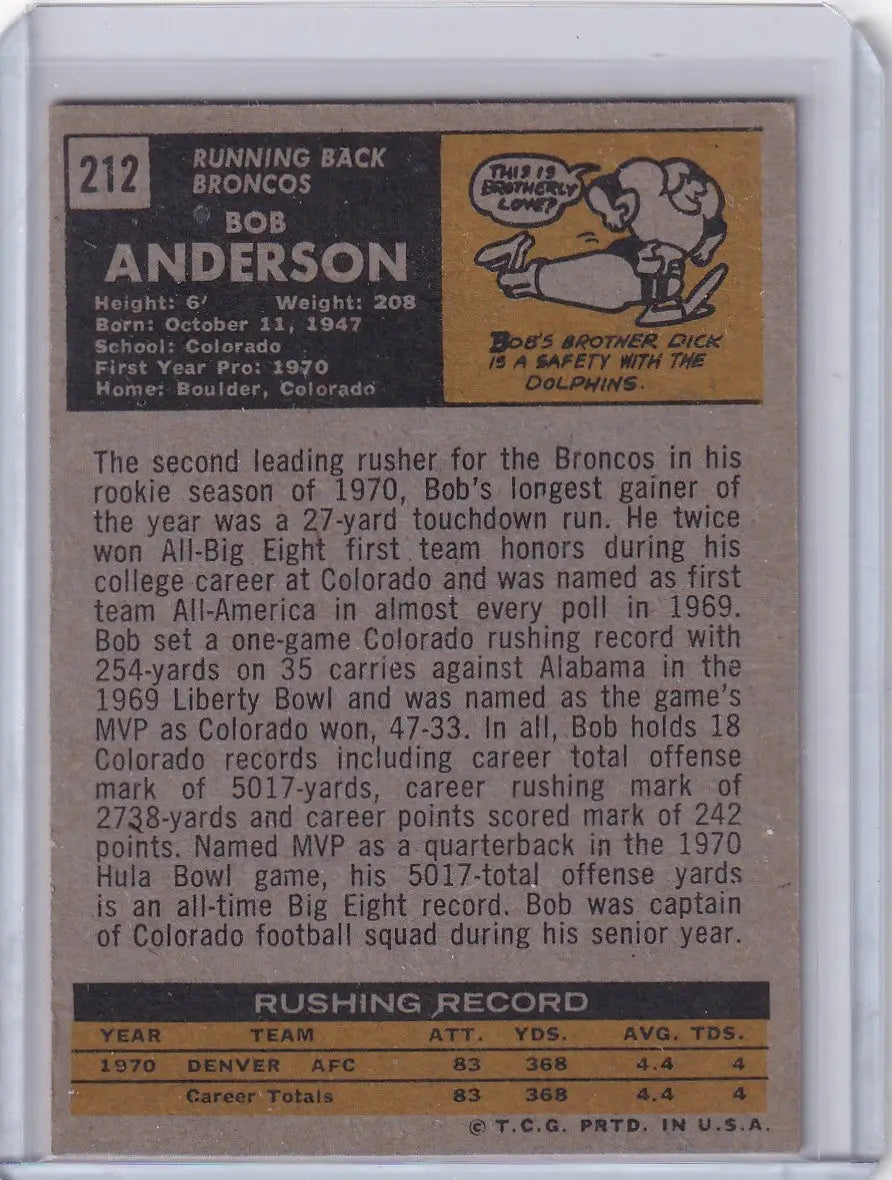 212
RUNNING BACK
BRONCOS
BOB
ANDERSON
Height: 6' Weight: 208
Born: October 11, 1947
School: Colorado
First Year Pro: 1970
Home: Boulder, Colorado
THIS IS
BROTHERLY
LOVE?
BOB'S BROTHER DICK
IS A SAFETY WITH THE
DOLPHINS.
The second leading rusher for the Broncos in his
rookie season of 1970, Bob's longest gainer of
the year was a 27-yard touchdown run. He twice
won All-Big Eight first team honors during his
college career at Colorado and was named as first
team All-America in almost every poll in 1969.
Bob set a one-game Colorado rushing record with
254-yards on 35 carries against Alabama in the
1969 Liberty Bowl and was named as the game's
MVP as Colorado won, 47-33. In all, Bob holds 18
Colorado records including career total offense
mark of 5017-yards, career rushing mark of
2738-yards and career points scored mark of 242
points. Named MVP as a quarterback in the 1970
Hula Bowl game, his 5017-total offense yards
is an all-time Big Eight record. Bob was captain
of Colorado football squad during his senior year.
RUSHING RECORD
YEAR TEAM ATT. YDS. AVG. TDS.
1970 DENVER AFC 83 368 4.4 4
Career Totals 83 368 4.4 4
© T.C.G. PRTD. IN U.S.A.